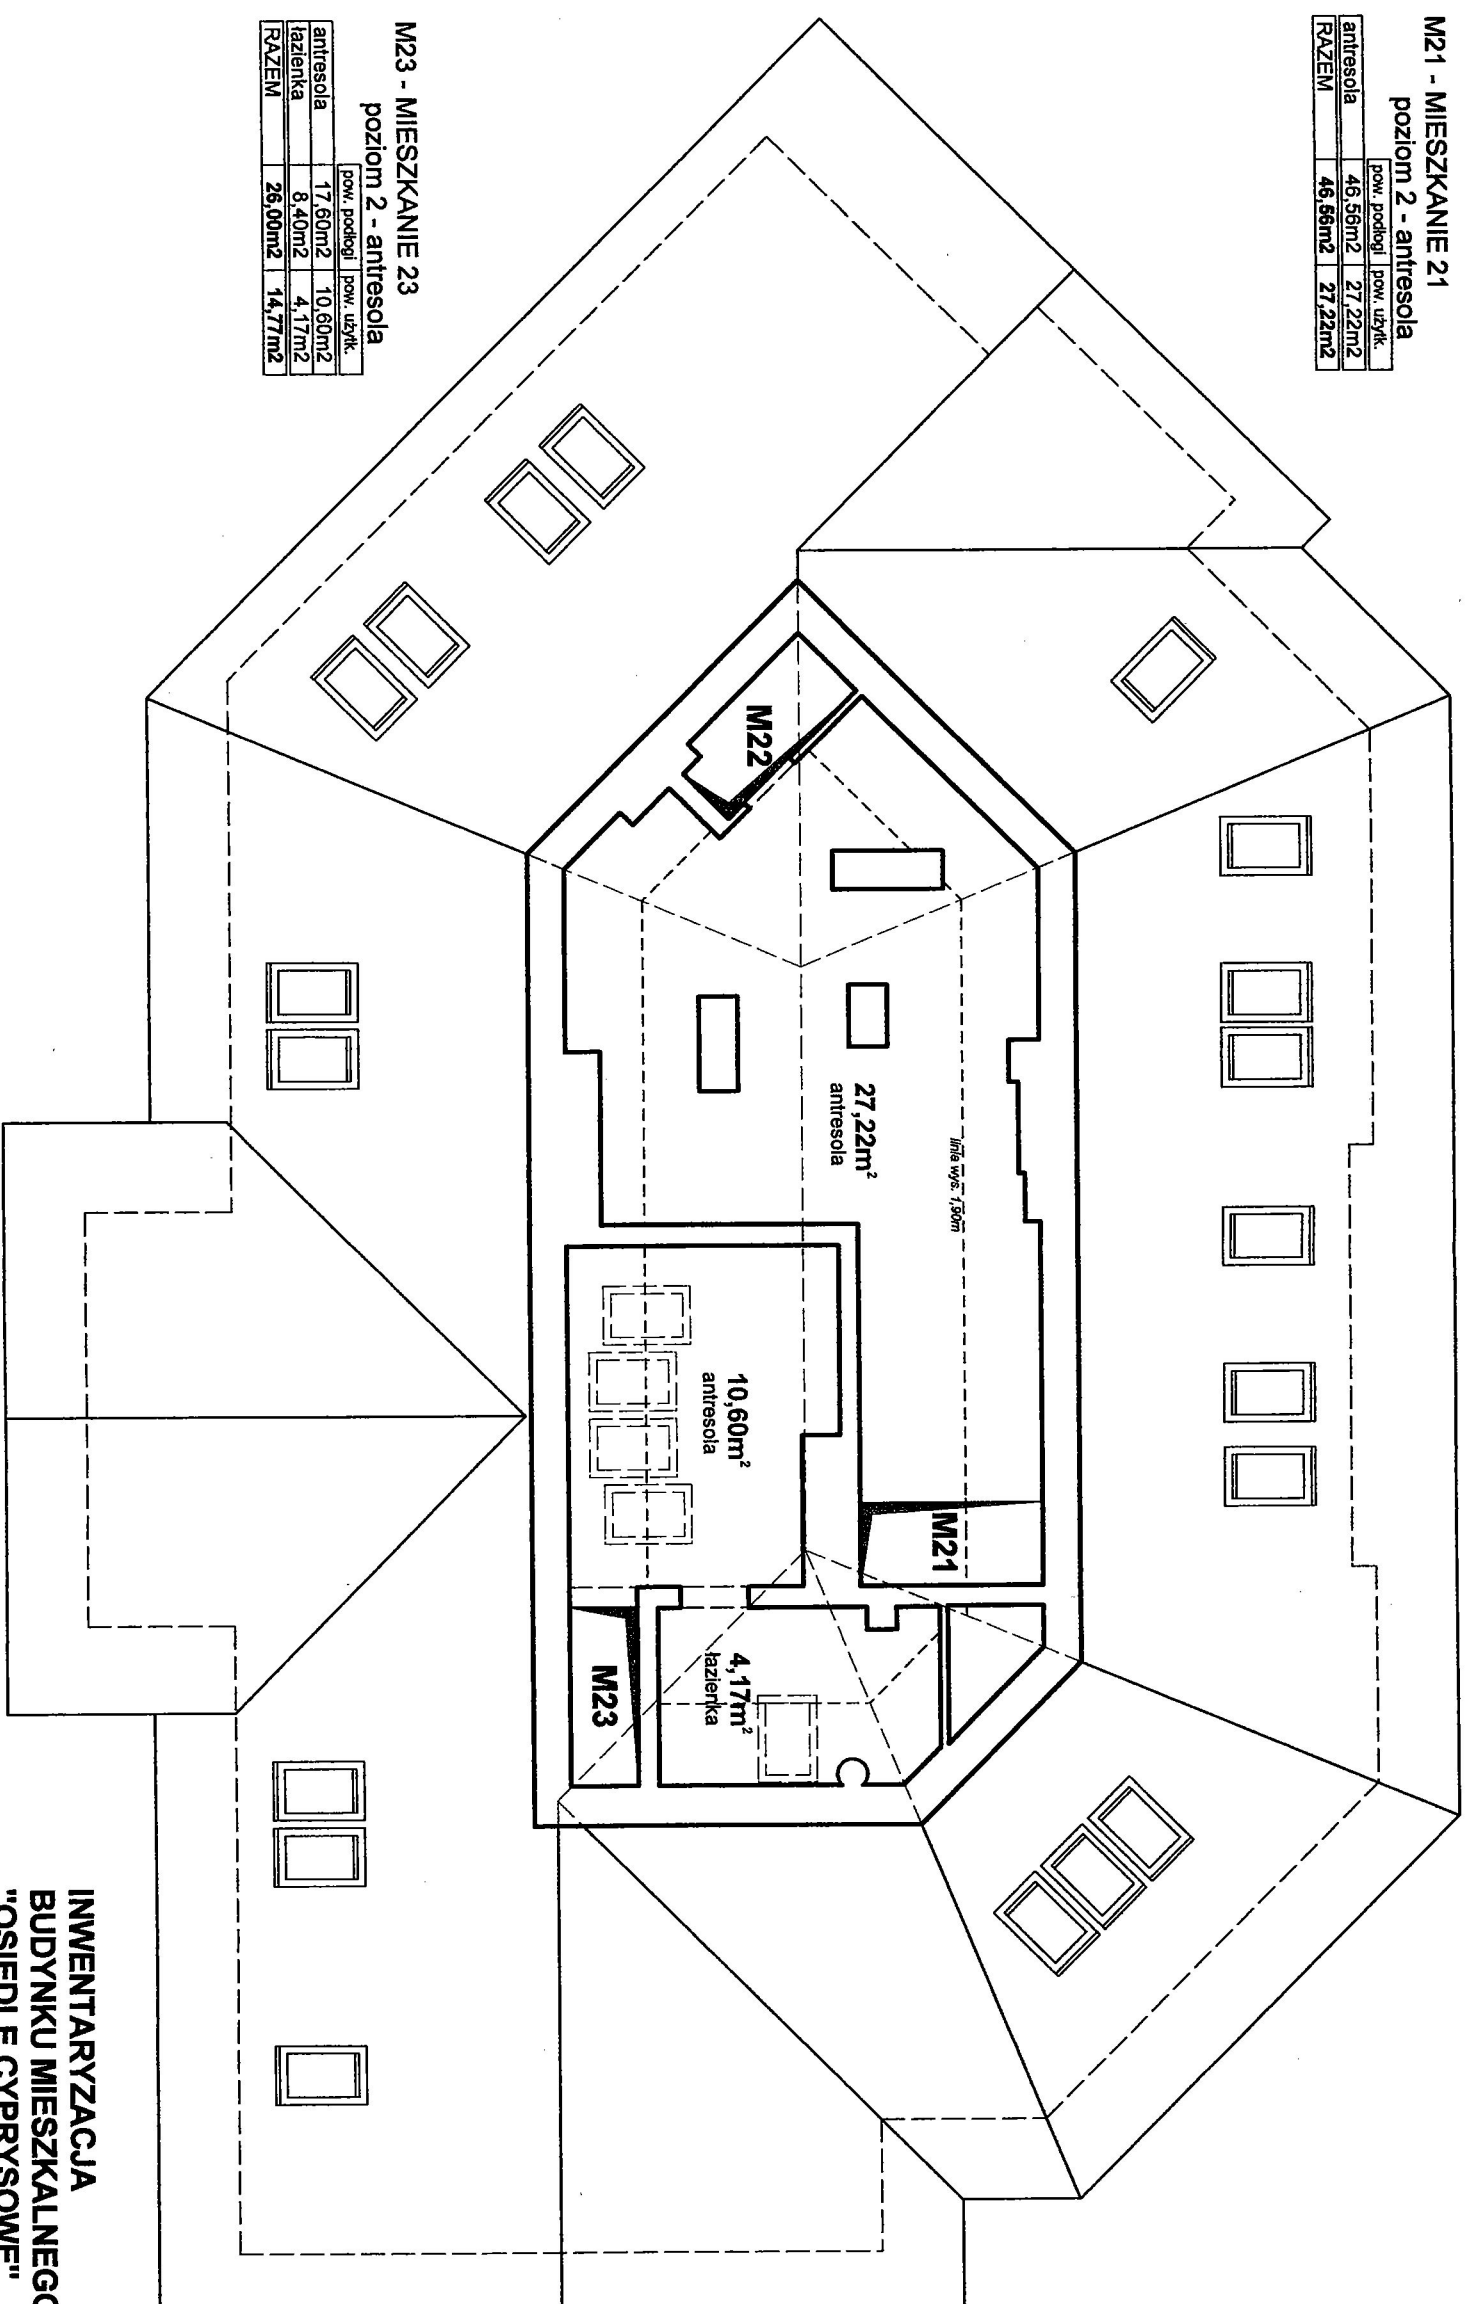 M21 - MIESZKANIE 21
poziom 2 - antresola
pow. podłogi pow. użytk.
antresola 46,56m2 27,22m2
RAZEM 46,56m2 27,22m2
M23 - MIESZKANIE 23
poziom 2 - antresola
pow. podłogi pow. użytk.
antresola 17,60m2 10,60m2
łazienka 8,40m2 4,17m2
RAZEM 26,00m2 14,77m2
M22
linia wys. 1,90m
27,22m²
antresola
M21
10,60m²
antresola
4,17m²
łazienka
M23
INWENTARYZACJA
BUDYNKU MIESZKALNEGO
"OSIEDLE CYPRYSOWE"